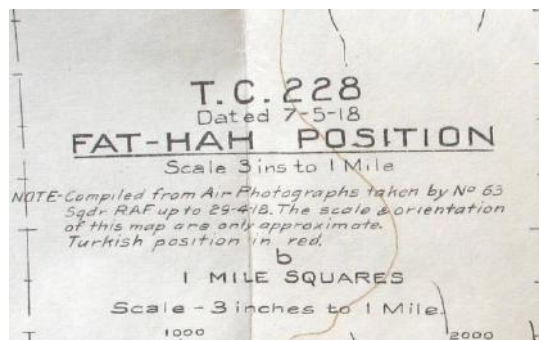 T.C.228
Dated 7-5-18
FAT-HAH POSITION
Scale 3 ins to 1 Mile
NOTE-Compiled from Air Photographs taken by No 63
Sqdr RAF up to 29-4-18. The scale & orientation
of this map are only approximate.
Turkish position in red.
b
1 MILE SQUARES
Scale - 3 inches to 1 Mile.
1000 2000